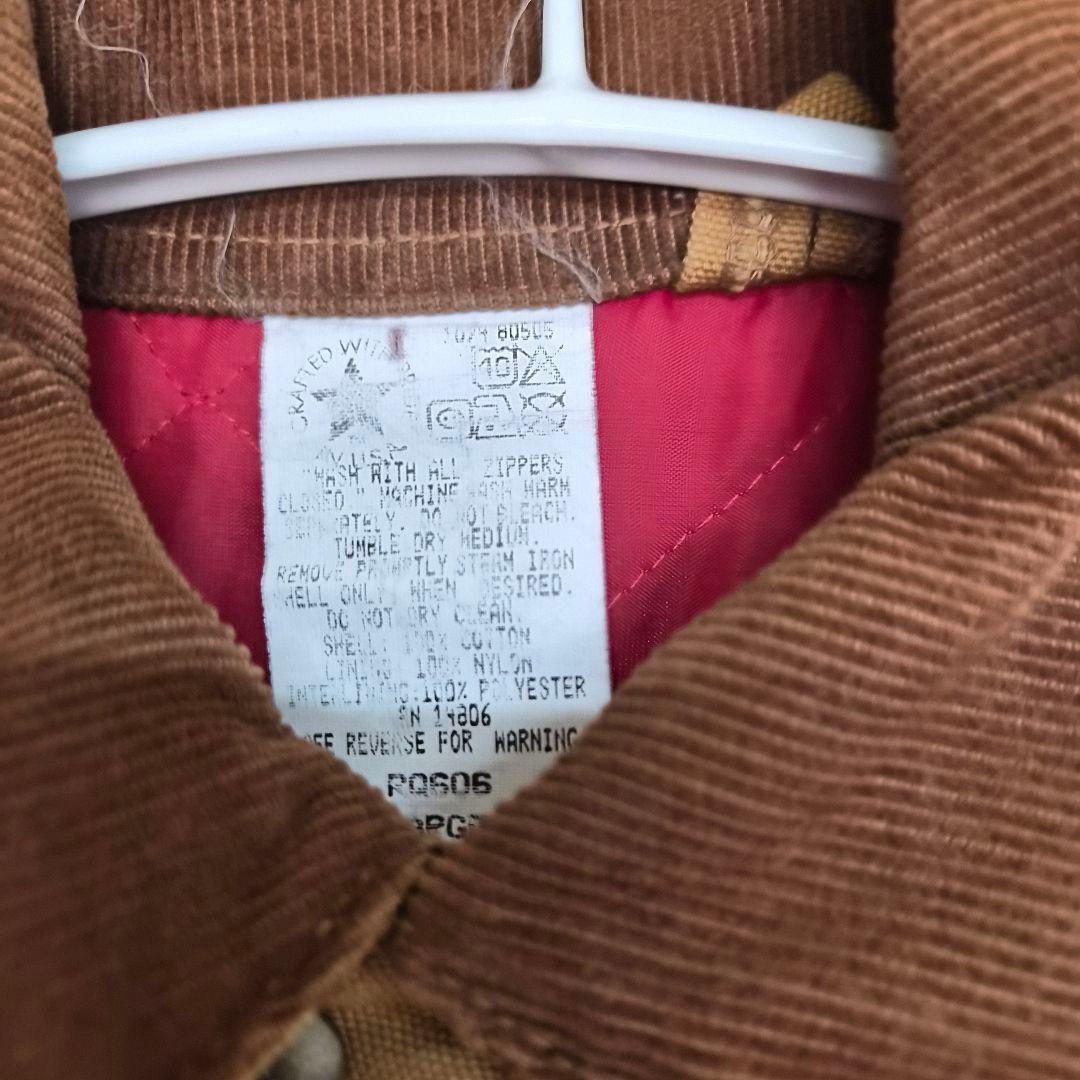 CRAFTED WITH
80505
40
WASH WITH ALL ZIPPERS
CLOSED " MACHINE WASH WARM
SEPARATELY. DO NOT BLEACH.
TUMBLE DRY MEDIUM.
REMOVE PROMPTLY STEAM IRON
SHELL ONLY WHEN DESIRED.
DO NOT DRY CLEAN.
SHELL: 100% COTTON
LINING 100% NYLON
INTERLINING:100% POLYESTER
RN 14806
SEE REVERSE FOR WARNING
RQ606